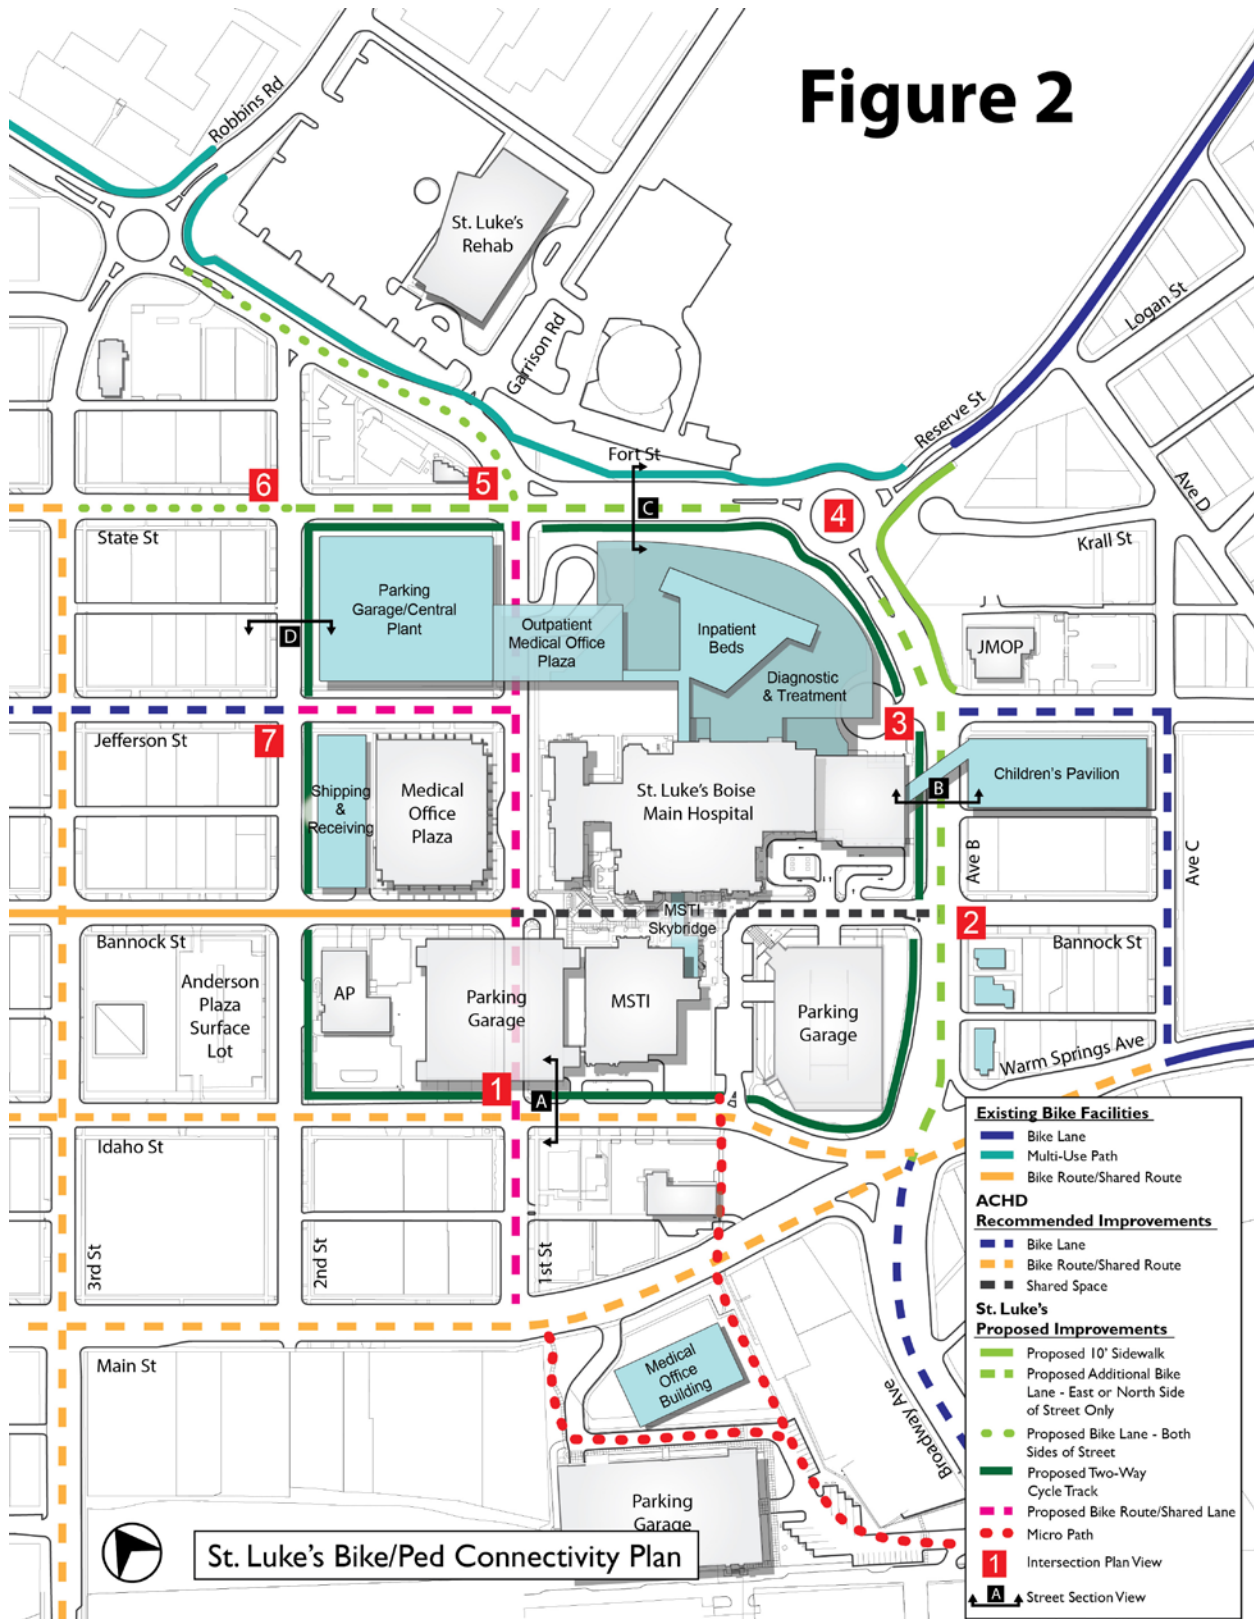 Figure 2
Robbins Rd
St. Luke's
Rehab
Garrison Rd
Logan St
Reserve St
Fort St
Ave D
6
5
C
4
State St
Krall St
Parking
Garage/Central
Plant
Outpatient
Medical Office
Plaza
Inpatient
Beds
D
JMOP
Diagnostic
& Treatment
Jefferson St
7
3
Shipping
&
Receiving
Medical
Office
Plaza
St. Luke's Boise
Main Hospital
Children's Pavilion
B
Ave B
Ave C
MSTI
Skybridge
2
Bannock St
Bannock St
Anderson
Plaza
Surface
Lot
AP
Parking
Garage
MSTI
Parking
Garage
Warm Springs Ave
1
A
Idaho St
3rd St
2nd St
1st St
Main St
Medical
Office
Building
Broadway Ave
Parking
Garage
St. Luke's Bike/Ped Connectivity Plan
Existing Bike Facilities
Bike Lane
Multi-Use Path
Bike Route/Shared Route
ACHD
Recommended Improvements
Bike Lane
Bike Route/Shared Route
Shared Space
St. Luke's
Proposed Improvements
Proposed 10' Sidewalk
Proposed Additional Bike
Lane - East or North Side
of Street Only
Proposed Bike Lane - Both
Sides of Street
Proposed Two-Way
Cycle Track
Proposed Bike Route/Shared Lane
Micro Path
1 Intersection Plan View
A Street Section View